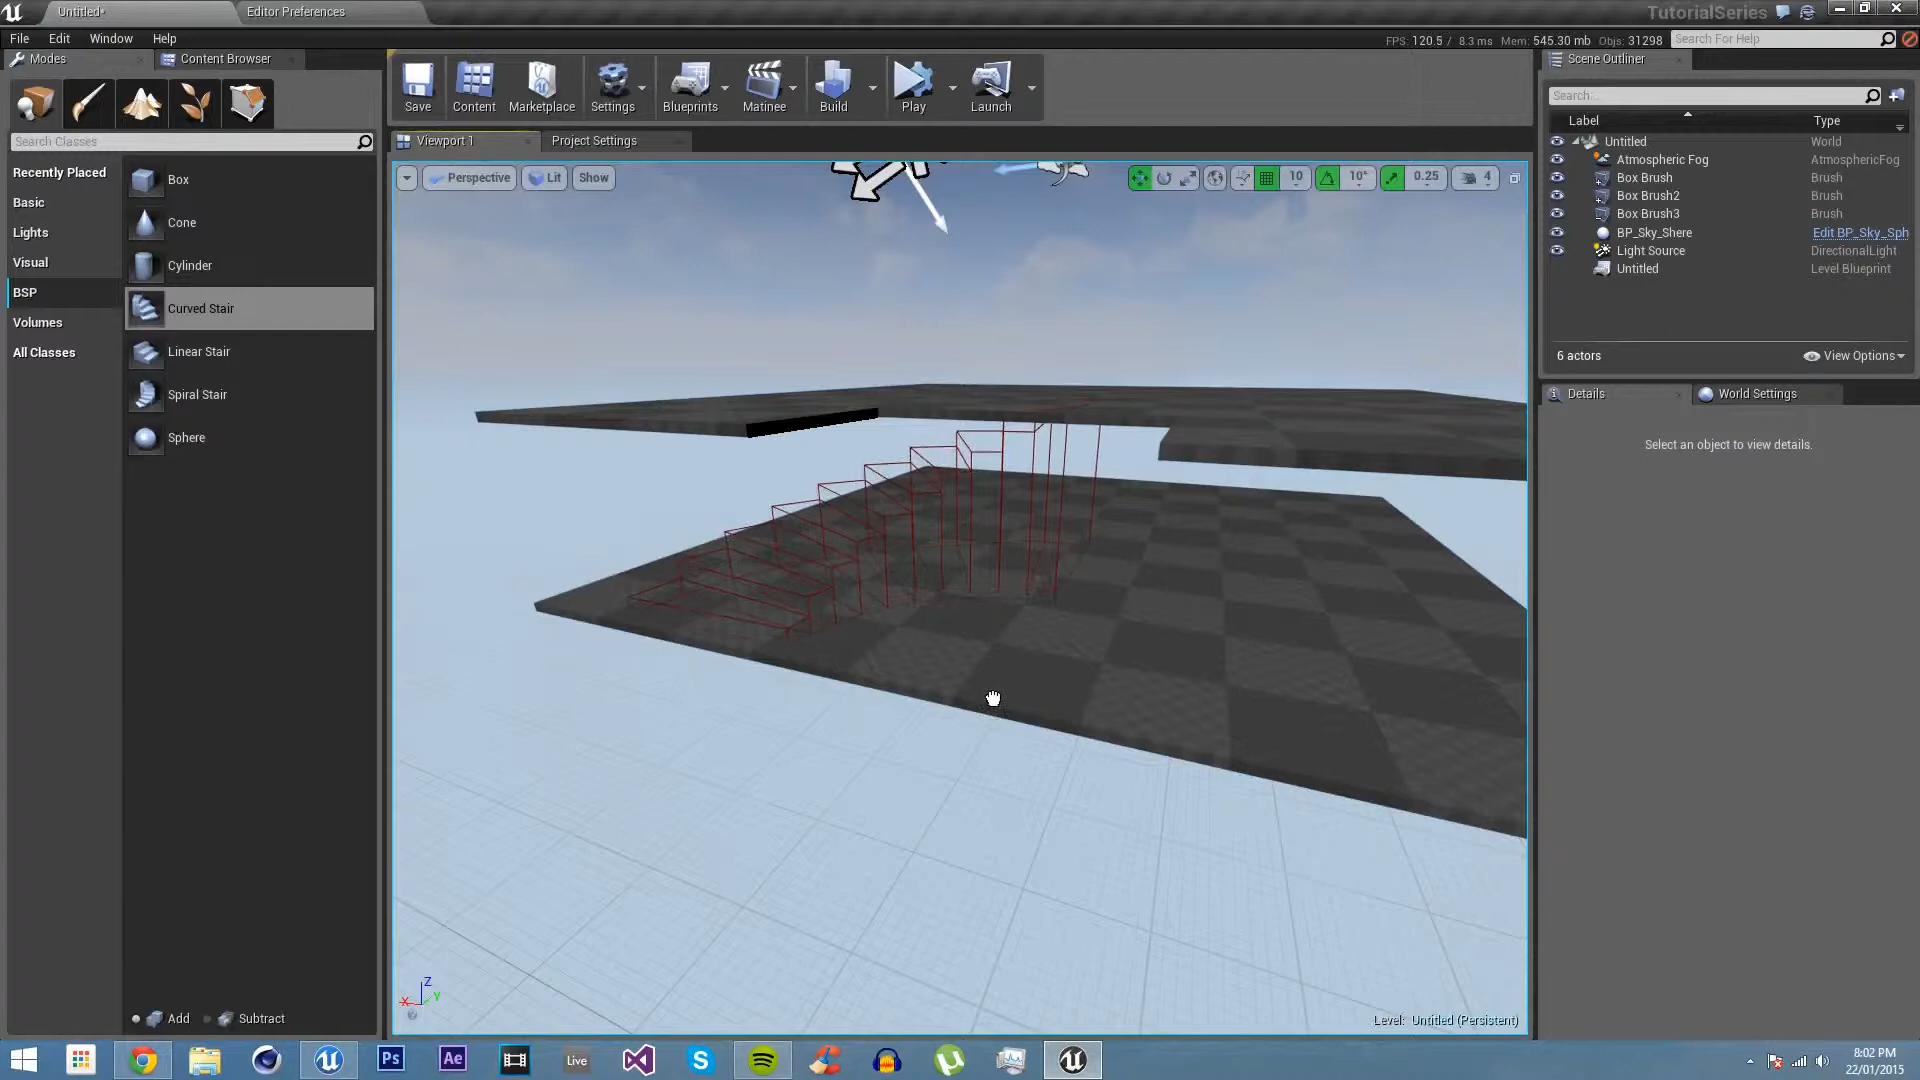 Untitled*
Editor Preferences
TutorialSeries
File Edit Window Help
FPS: 120.5 / 8.3 ms Mem: 545.30 mb Objs: 31298
Search For Help
Modes
Content Browser
Scene Outliner
Save
Content
Marketplace
Settings
Blueprints
Matinee
Build
Play
Launch
Search...
Label
Type
Search Classes
Viewport 1
Project Settings
Untitled World
Atmospheric Fog AtmosphericFog
Box Brush Brush
Box Brush2 Brush
Box Brush3 Brush
BP_Sky_Shere Edit BP_Sky_Sph
Light Source DirectionalLight
Untitled Level Blueprint
6 actors
View Options
Recently Placed
Basic
Lights
Visual
BSP
Volumes
All Classes
Box
Cone
Cylinder
Curved Stair
Linear Stair
Spiral Stair
Sphere
Perspective
Lit
Show
10
10°
0.25
4
Details
World Settings
Select an object to view details.
Z
X
Y
Add
Subtract
Level: Untitled (Persistent)
Ps
Ae
Live
8:02 PM
22/01/2015